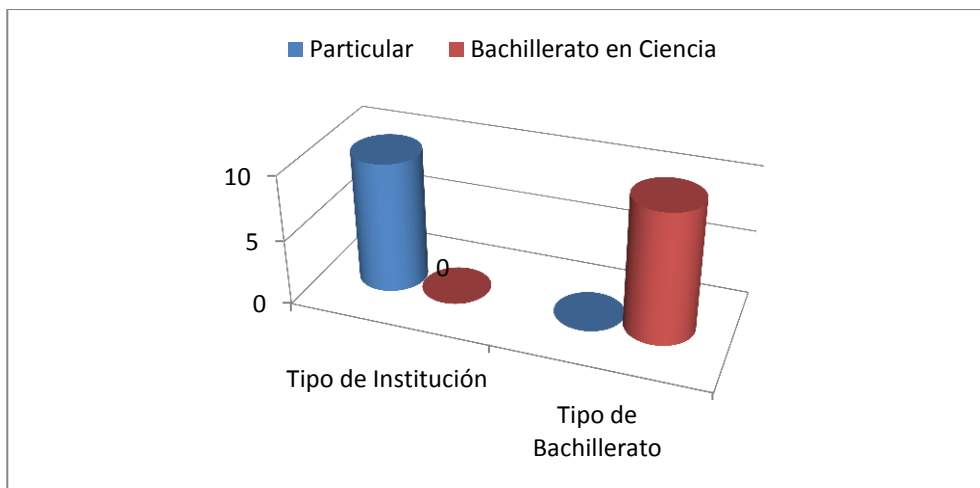 Particular Bachillerato en Ciencia
10
5
0
0
Tipo de Institución
Tipo de
Bachillerato